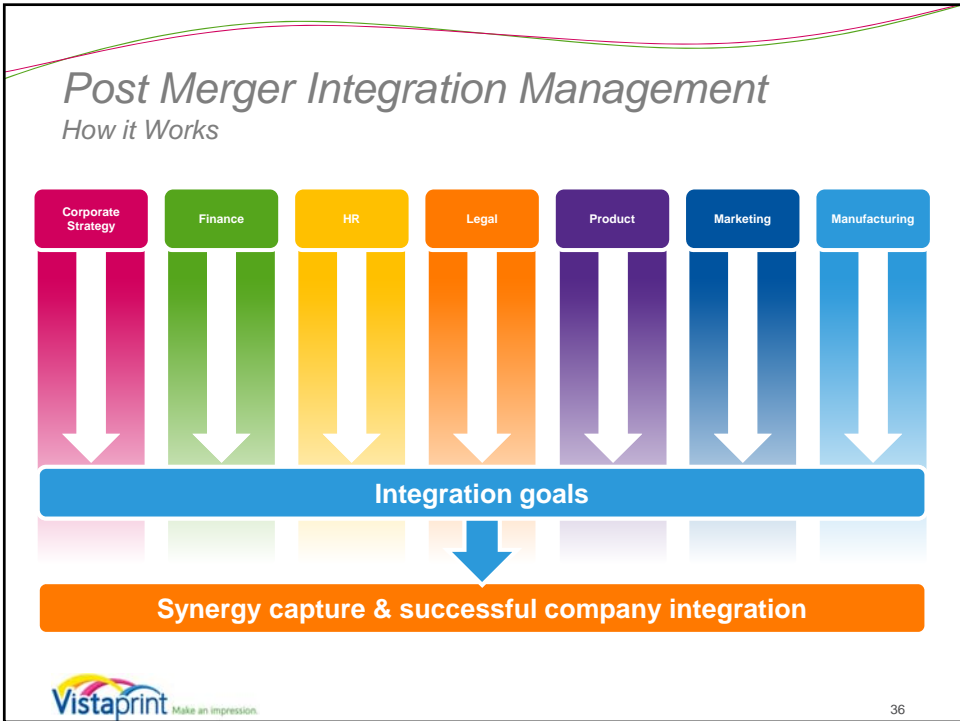 Post Merger Integration Management
How it Works
Corporate
Strategy
Finance
HR
Legal
Product
Marketing
Manufacturing
Integration goals
Synergy capture & successful company integration
Vistaprint Make an impression.
36